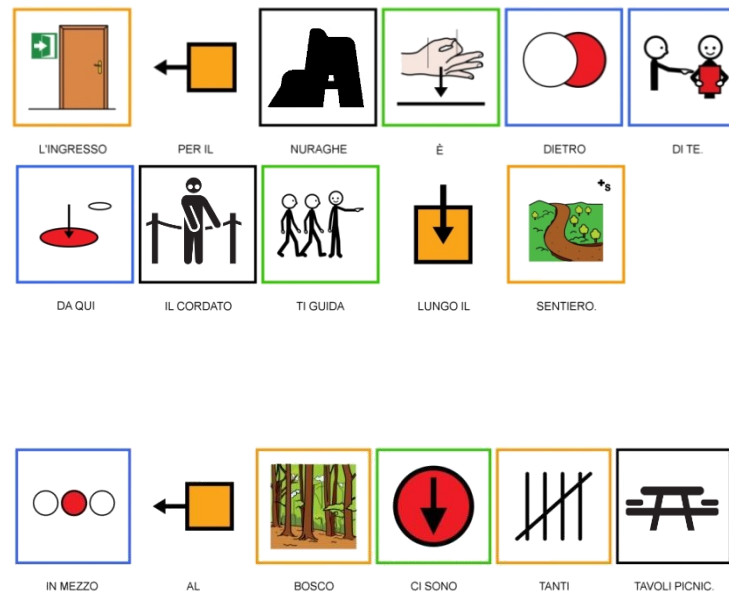 L'INGRESSO PER IL NURAGHE È DIETRO DI TE.
+s
DA QUI IL CORDATO TI GUIDA LUNGO IL SENTIERO.
IN MEZZO AL BOSCO CI SONO TANTI TAVOLI PICNIC.